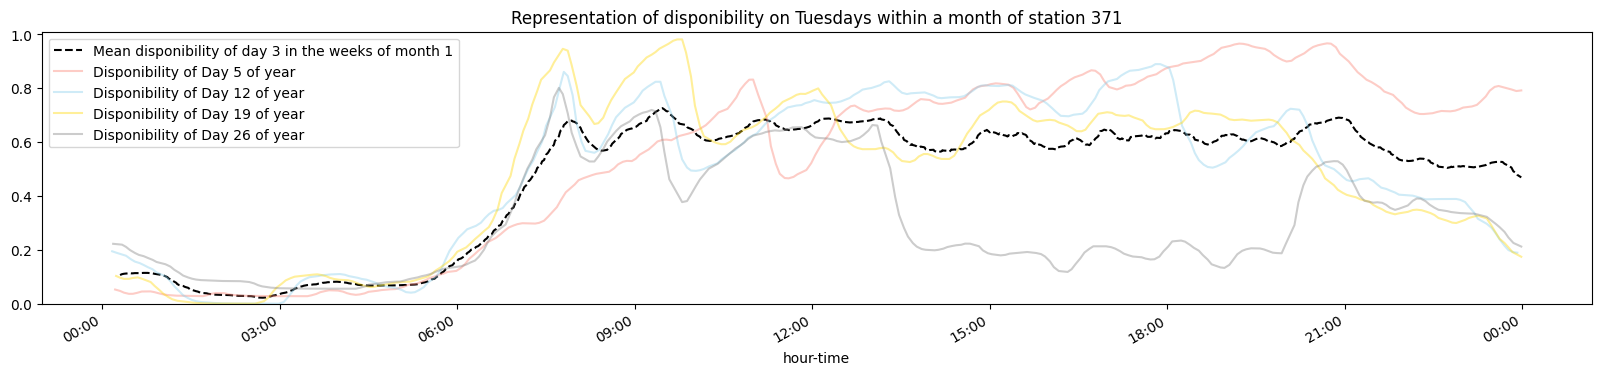 Representation of disponibility on Tuesdays within a month of station 371
1.0
0.8
0.6
0.4
0.2
0.0
Mean disponibility of day 3 in the weeks of month 1
Disponibility of Day 5 of year
Disponibility of Day 12 of year
Disponibility of Day 19 of year
Disponibility of Day 26 of year
00:00 03:00 06:00 09:00 12:00 15:00 18:00 21:00 00:00
hour-time